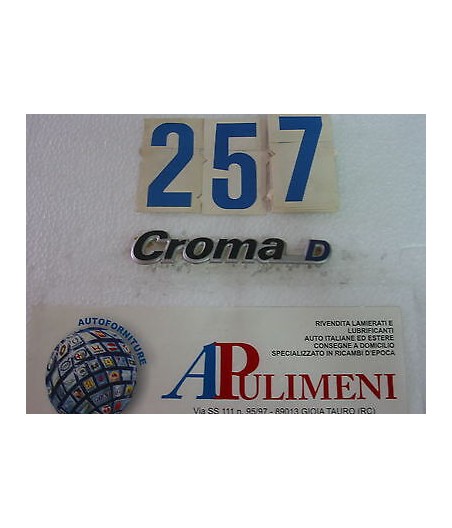 257
Croma D
AUTOFORNITURE
RIVENDITA LAMIERATI E
LUBRIFICANTI
AUTO ITALIANE ED ESTERE
CONSEGNE A DOMICILIO
SPECIALIZZATO IN RICAMBI D'EPOCA
APULIMENI
Via SS 111 n. 95/97 - 89013 GIOIA TAURO (RC)